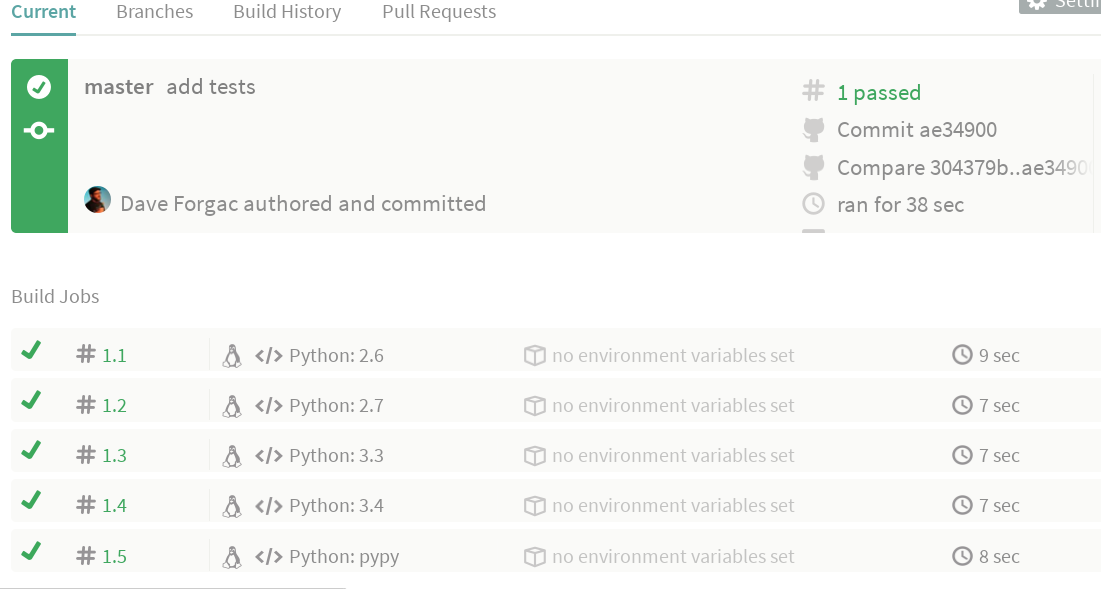 Current Branches Build History Pull Requests
master add tests
1 passed
Commit ae34900
Compare 304379b..ae34900
Dave Forgac authored and committed
ran for 38 sec
Build Jobs
# 1.1 </> Python: 2.6 no environment variables set 9 sec
# 1.2 </> Python: 2.7 no environment variables set 7 sec
# 1.3 </> Python: 3.3 no environment variables set 7 sec
# 1.4 </> Python: 3.4 no environment variables set 7 sec
# 1.5 </> Python: pypy no environment variables set 8 sec